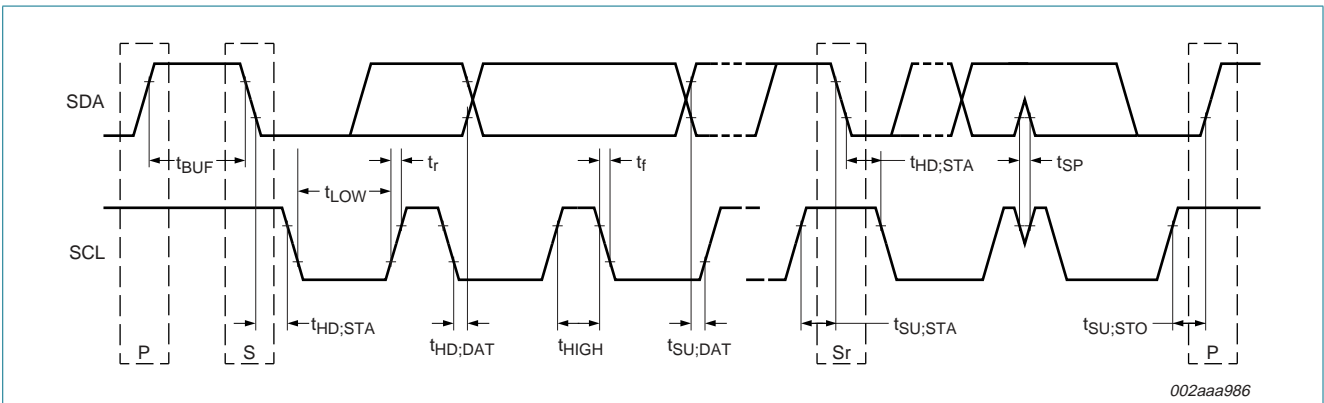 SDA
tBUF
tLOW
tr
tf
tHD;STA
tSP
SCL
tHD;STA
tHD;DAT
tHIGH
tSU;DAT
tSU;STA
tSU;STO
P
S
Sr
P
002aaa986